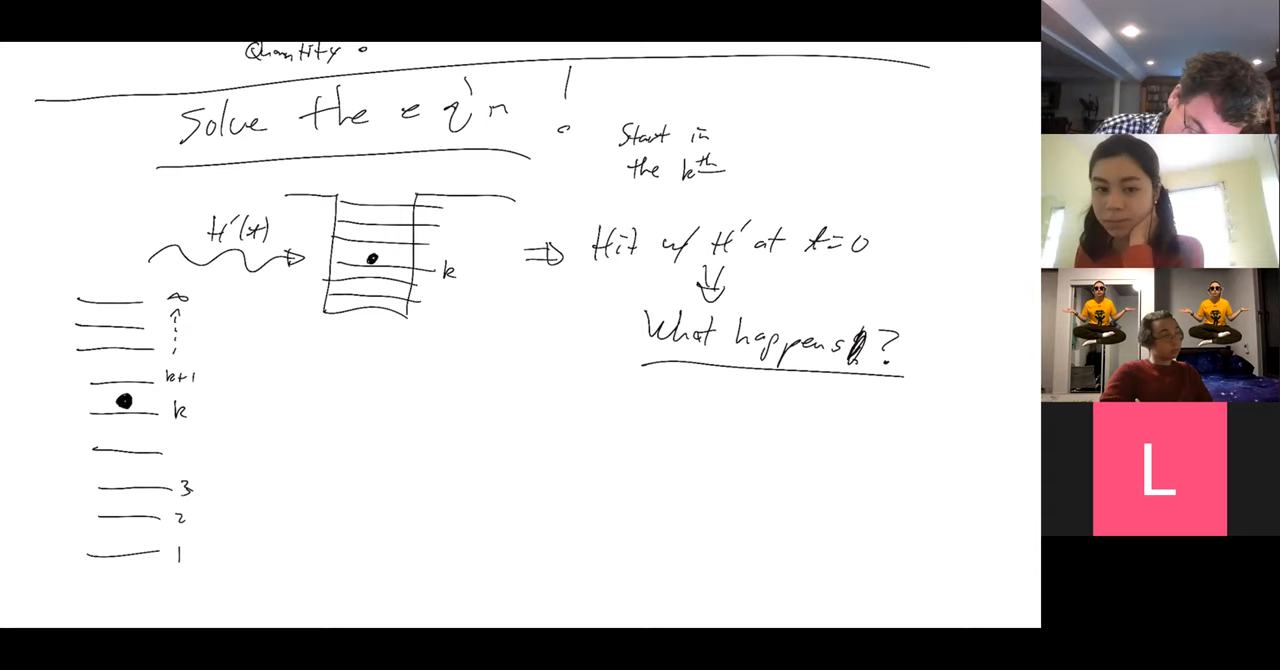 Quantity
Solve the eq'n !
Start in
the kth
H'(t)
k
⇒ Hit w/ H' at t=0
What happens ?
∞
k+1
k
3
2
1
L